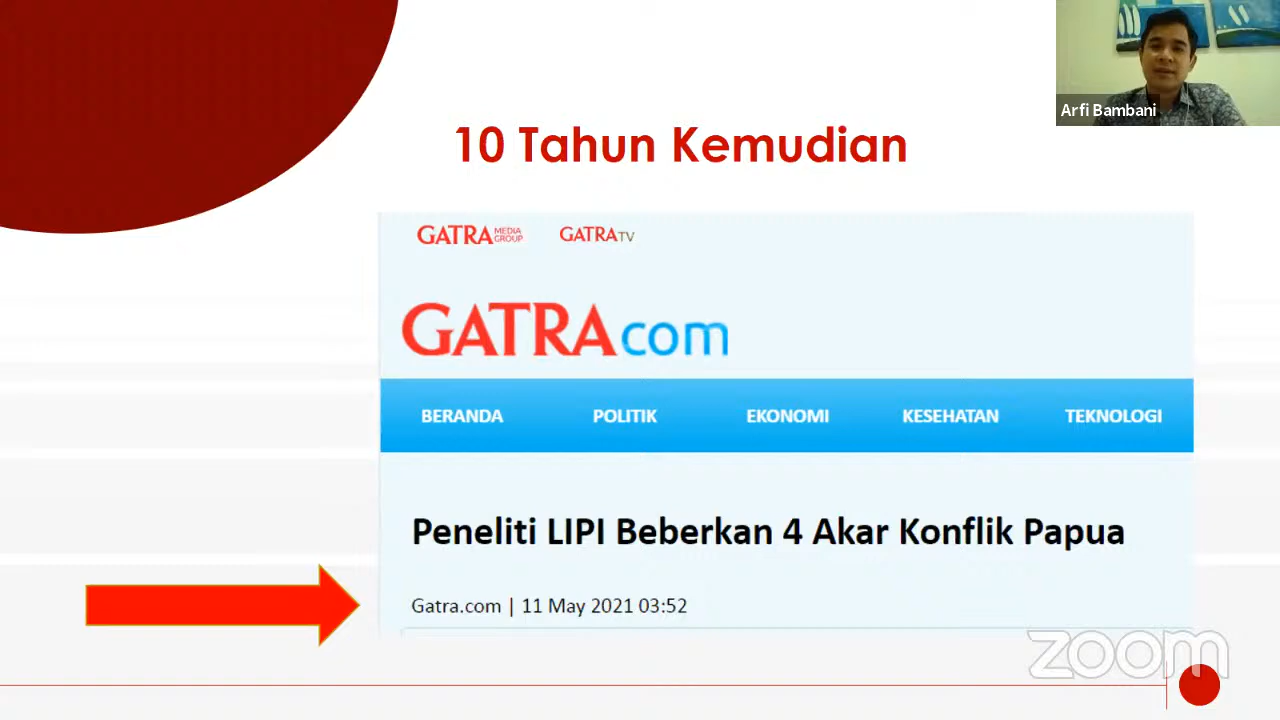 Arfi Bambani
10 Tahun Kemudian
GATRA MEDIA GROUP GATRA TV
GATRA com
BERANDA POLITIK EKONOMI KESEHATAN TEKNOLOGI
Peneliti LIPI Beberkan 4 Akar Konflik Papua
Gatra.com | 11 May 2021 03:52
zoom